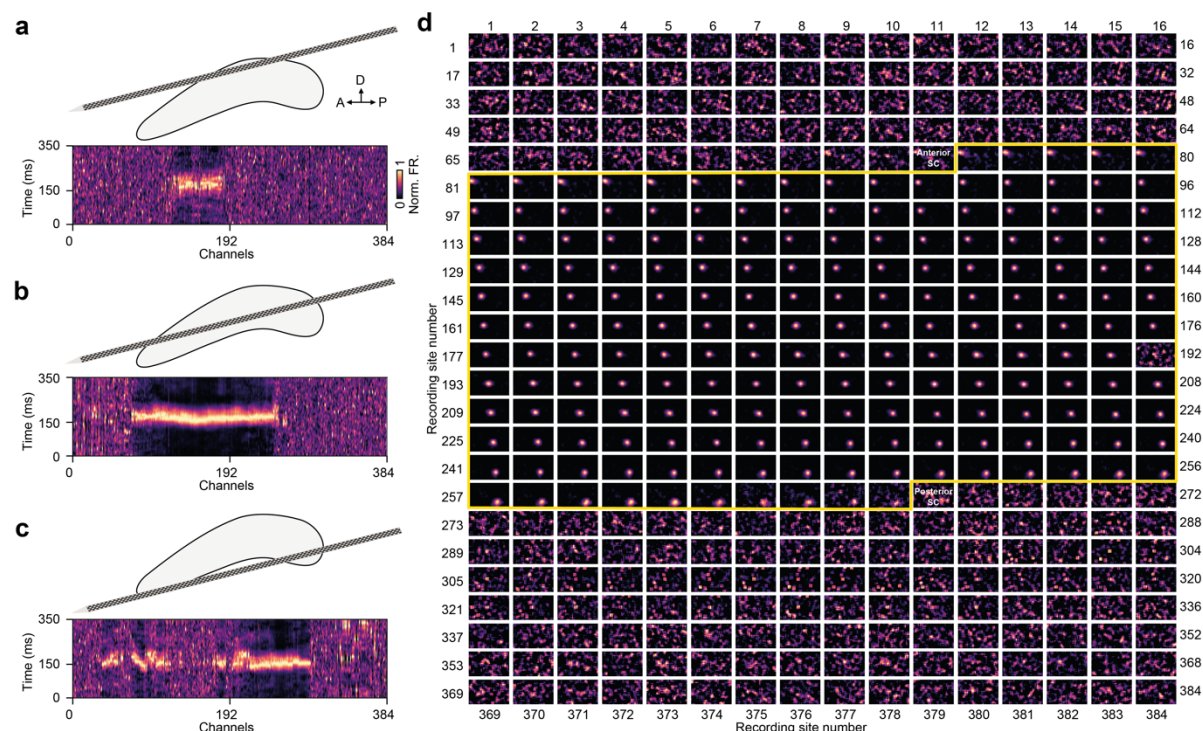 a
D
A
P
350
150
0
Time (ms)
1
0
Norm. FR.
0
192
384
Channels
b
350
150
0
Time (ms)
0
192
384
Channels
c
350
150
0
Time (ms)
0
192
384
Channels
d
1 2 3 4 5 6 7 8 9 10 11 12 13 14 15 16
1 16
17 32
33 48
49 64
65 Anterior SC 80
81 96
97 112
113 128
129 144
145 160
161 176
177 192
193 208
209 224
225 240
241 256
257 Posterior SC 272
273 288
289 304
305 320
321 336
337 352
353 368
369 384
Recording site number
369 370 371 372 373 374 375 376 377 378 379 380 381 382 383 384
Recording site number